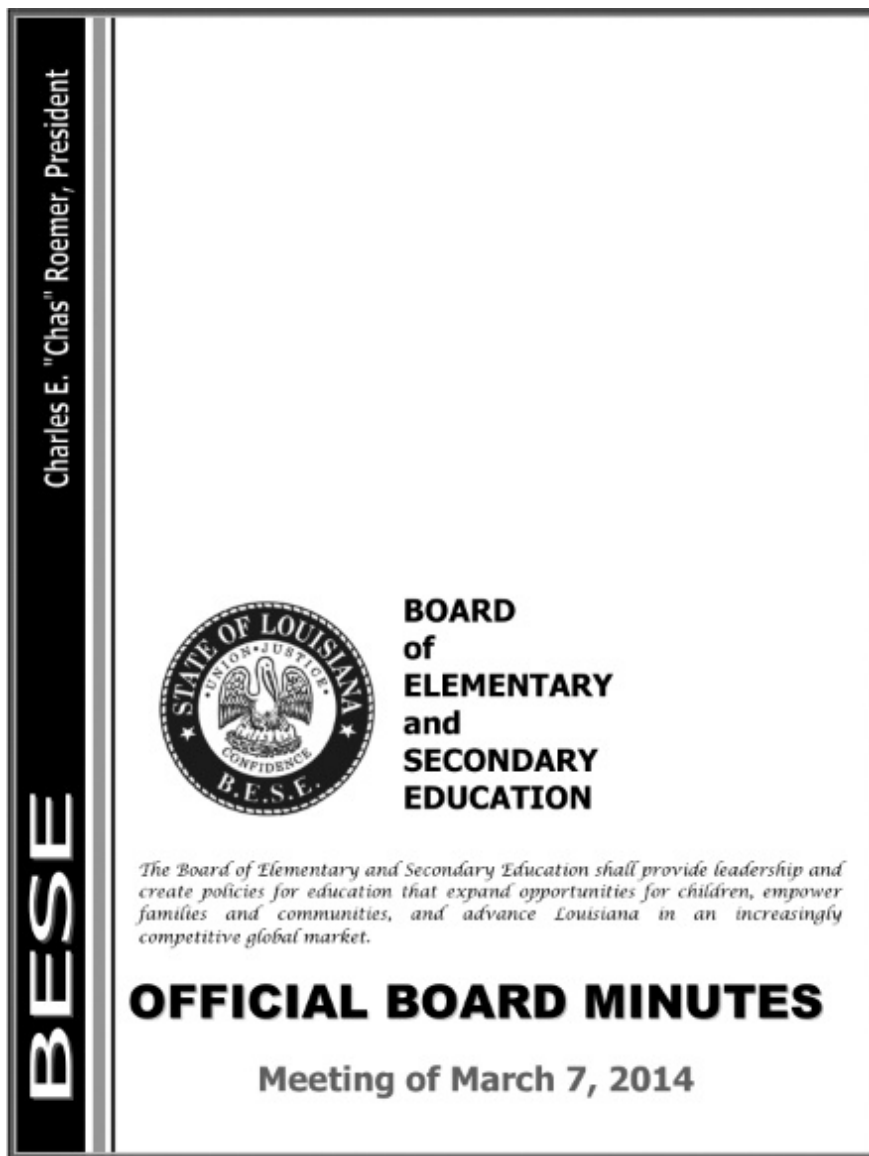 Charles E. "Chas" Roemer, President
BESE
STATE OF LOUISIANA
UNION·JUSTICE
CONFIDENCE
B.E.S.E.
BOARD
of
ELEMENTARY
and
SECONDARY
EDUCATION
The Board of Elementary and Secondary Education shall provide leadership and
create policies for education that expand opportunities for children, empower
families and communities, and advance Louisiana in an increasingly
competitive global market.
OFFICIAL BOARD MINUTES
Meeting of March 7, 2014